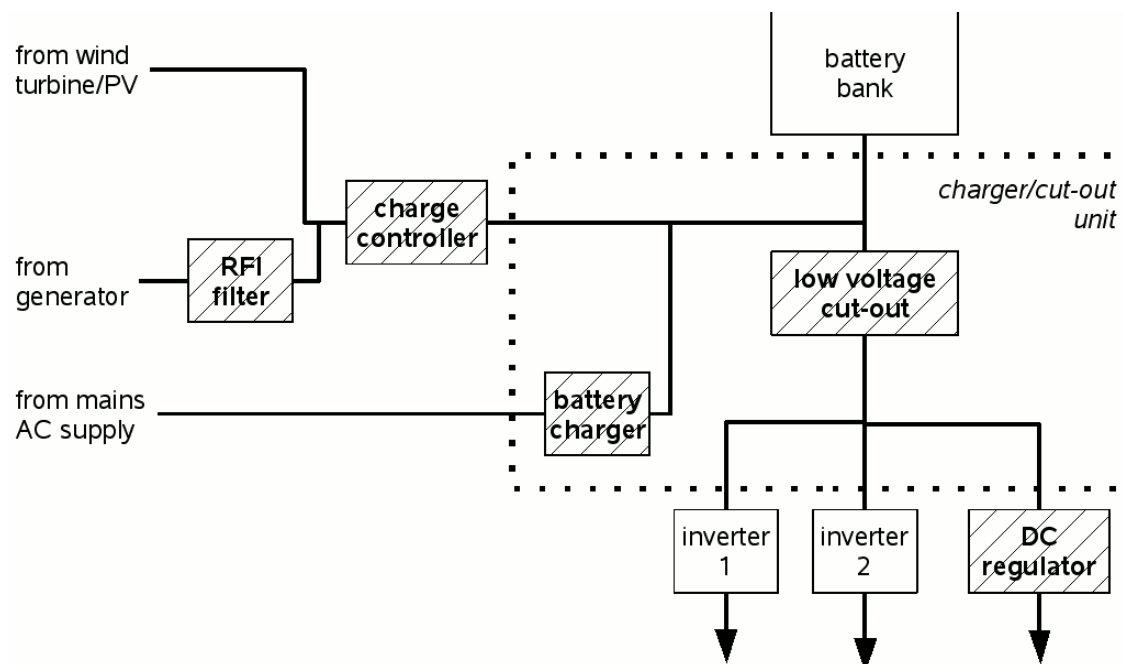 from wind
turbine/PV
battery
bank
charger/cut-out
unit
charge
controller
from
generator
RFI
filter
low voltage
cut-out
from mains
AC supply
battery
charger
inverter
1
inverter
2
DC
regulator